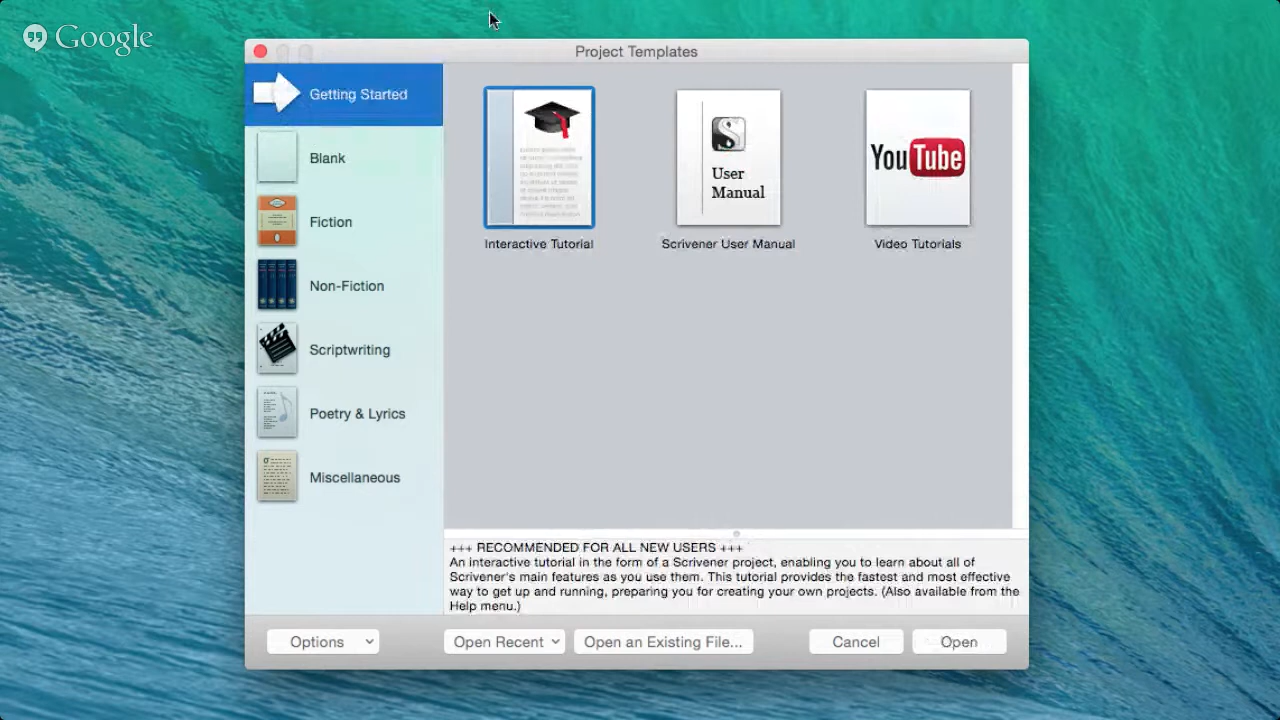 Google
Project Templates
Getting Started
Blank
Fiction
Non-Fiction
Scriptwriting
Poetry & Lyrics
Miscellaneous
S
User
Manual
YouTube
Interactive Tutorial
Scrivener User Manual
Video Tutorials
+++ RECOMMENDED FOR ALL NEW USERS +++
An interactive tutorial in the form of a Scrivener project, enabling you to learn about all of
Scrivener's main features as you use them. This tutorial provides the fastest and most effective
way to get up and running, preparing you for creating your own projects. (Also available from the
Help menu.)
Options
Open Recent
Open an Existing File...
Cancel
Open